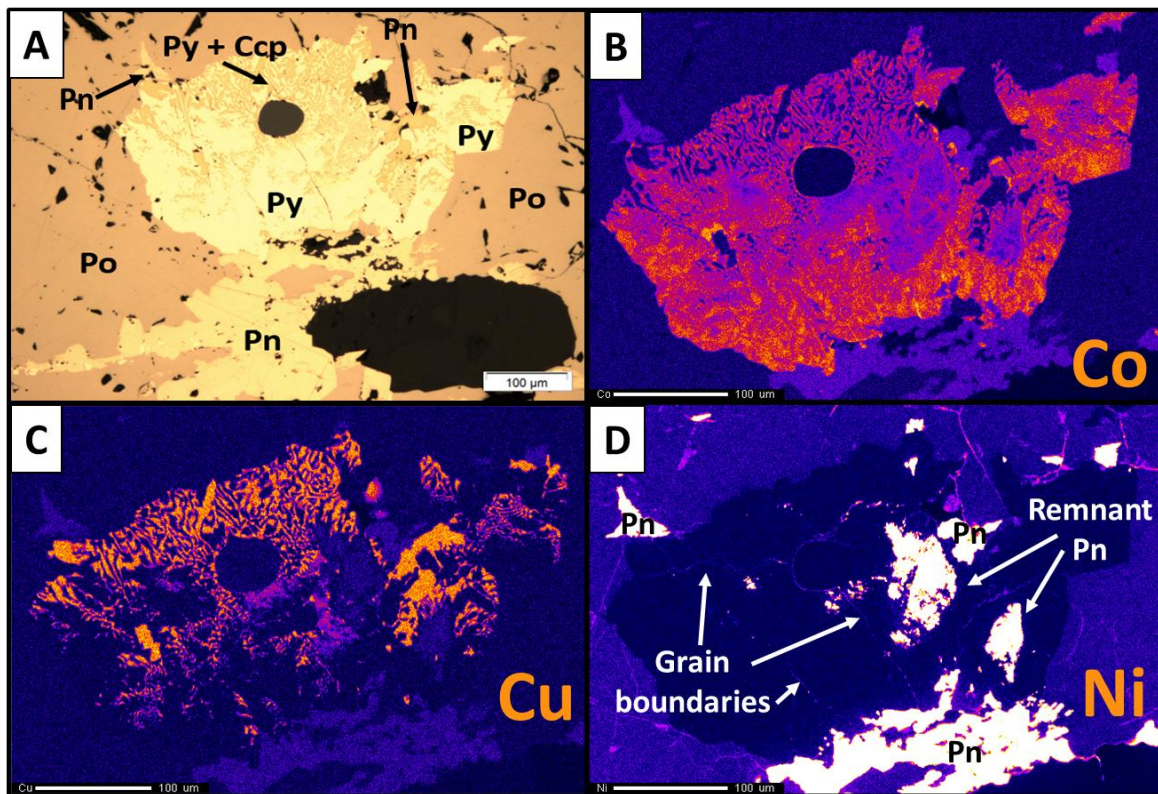 A
Py + Ccp
Pn
Pn
Py
Py
Po
Po
Pn
100 µm
B
Co
Co
100 um
C
Cu
Cu
100 um
D
Pn
Pn
Remnant
Pn
Grain
boundaries
Ni
Pn
Ni
100 um